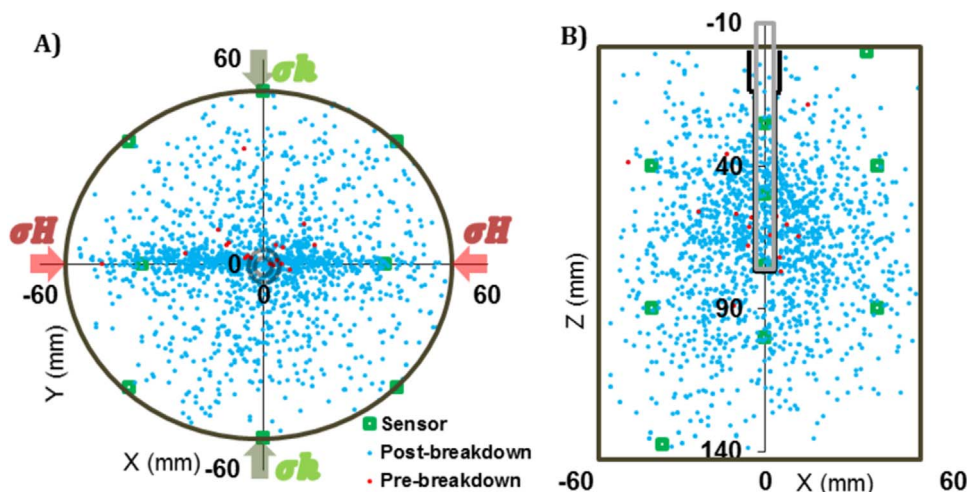 A)
60
σh
σH
σH
-60
0
0
60
Y (mm)
X (mm)
-60
σh
Sensor
Post-breakdown
Pre-breakdown
B)
-10
40
Z (mm)
90
140
-60
0
X (mm)
60